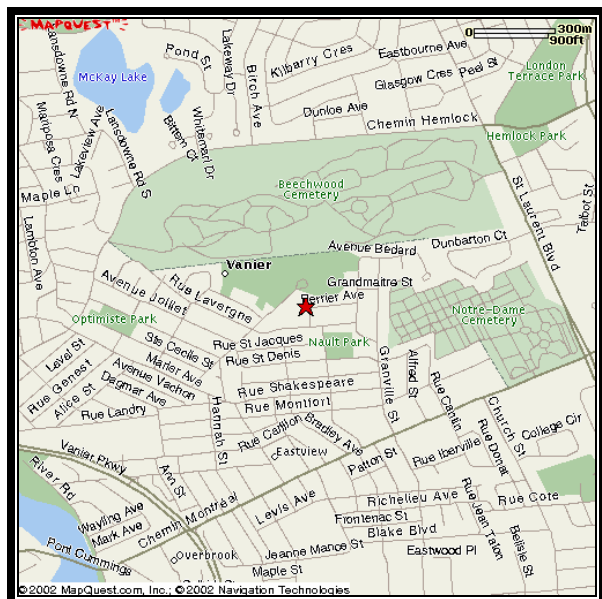 MAPQUEST
0 300m
900ft
Lansdowne Rd N
McKay Lake
Pond St
Lakeway Dr
Birch Ave
Kilbarry Cres
Eastbourne Ave
Glasgow Cres
Peel St
London
Terrace Park
Dunloe Ave
Chemin Hemlock
Hemlock Park
Mariposa Cres
Lakeview Ave
Lansdowne Rd S
Bittern Ct
Whitemarl Dr
Maple Ln
Beechwood
Cemetery
St Laurent Blvd
Talbot St
Lambton Ave
Avenue Bedard
Dunbarton Ct
Vanier
Avenue Jolliet
Rue Lavergne
Grandmaitre St
Perrier Ave
Notre-Dame
Cemetery
Optimiste Park
Ste Cecile St
Rue St Jacques
Nault Park
Rue St Denis
Level St
Marier Ave
Rue Genest
Avenue Vachon
Alice St
Dagmar Ave
Rue Landry
Rue Shakespeare
Rue Montfort
Hannah St
Granville St
Alfred St
Rue Cantin
Church St
College Cir
Rue Carillon
Bradley Ave
Eastview
Patton St
Rue Iberville
Rue Donat
Vanier Pkwy
River Rd
Ann St
Chemin Montréal
Levis Ave
Richelieu Ave
Rue Cote
Wayling Ave
Mark Ave
Frontenac St
Blake Blvd
Rue Jean Talon
Belisle St
Pont Cummings
Overbrook
Jeanne Mance St
Eastwood Pl
Maple St
©2002 MapQuest.com, Inc.; ©2002 Navigation Technologies